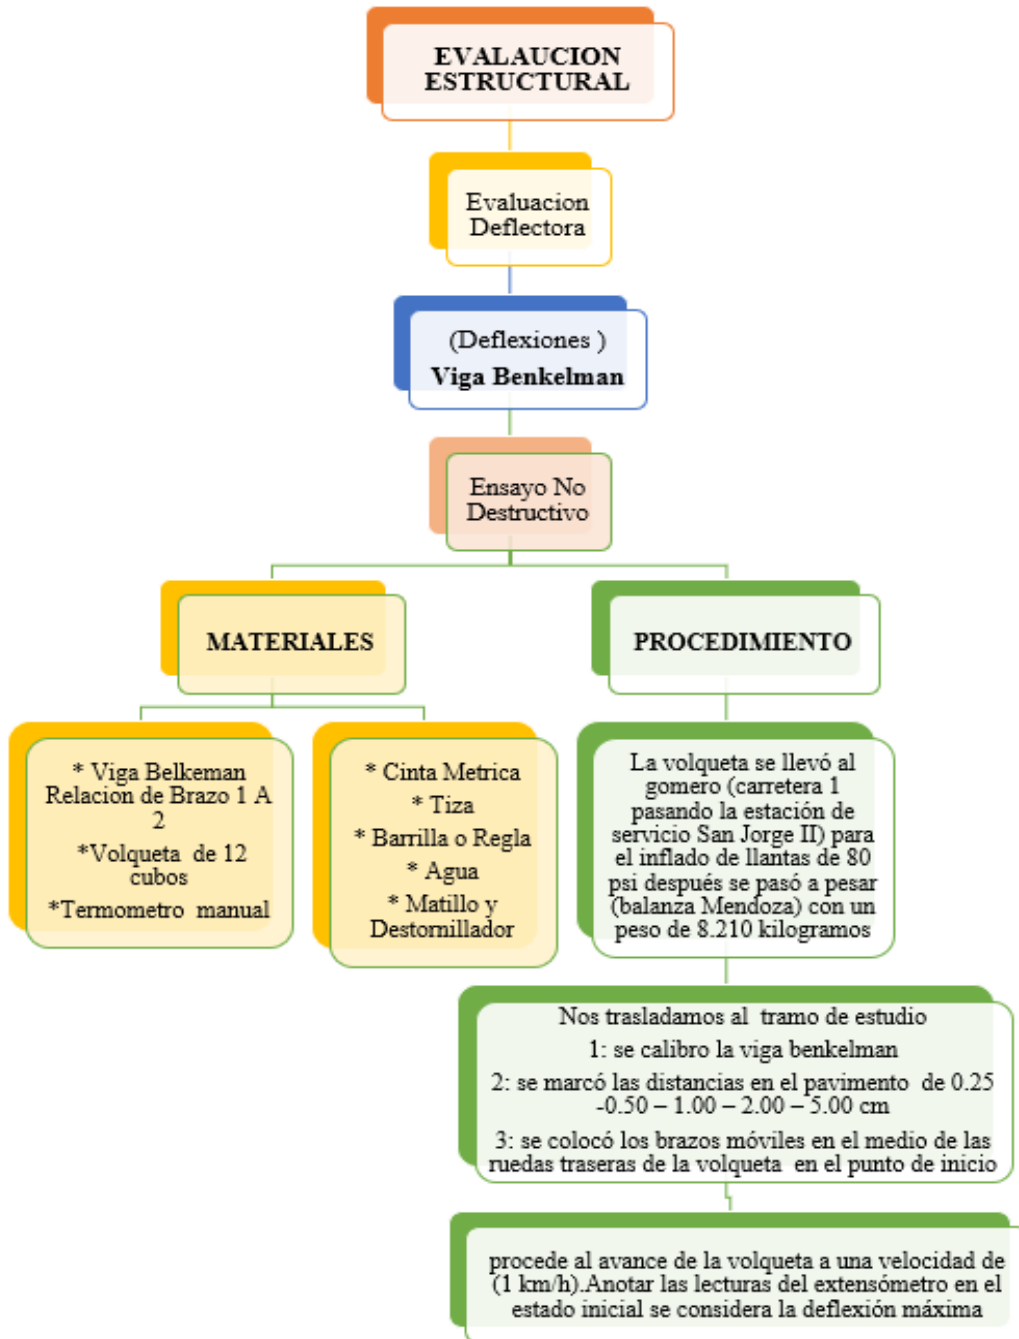 EVALAUCION
ESTRUCTURAL
Evaluacion
Deflectora
(Deflexiones )
Viga Benkelman
Ensayo No
Destructivo
MATERIALES
PROCEDIMIENTO
* Viga Belkeman
Relacion de Brazo 1 A
2
*Volqueta de 12
cubos
*Termometro manual
* Cinta Metrica
* Tiza
* Barrilla o Regla
* Agua
* Matillo y
Destornillador
La volqueta se llevó al
gomero (carretera 1
pasando la estación de
servicio San Jorge II) para
el inflado de llantas de 80
psi después se pasó a pesar
(balanza Mendoza) con un
peso de 8.210 kilogramos
Nos trasladamos al tramo de estudio
1: se calibro la viga benkelman
2: se marcó las distancias en el pavimento de 0.25
-0.50 – 1.00 – 2.00 – 5.00 cm
3: se colocó los brazos móviles en el medio de las
ruedas traseras de la volqueta en el punto de inicio
procede al avance de la volqueta a una velocidad de
(1 km/h).Anotar las lecturas del extensómetro en el
estado inicial se considera la deflexión máxima